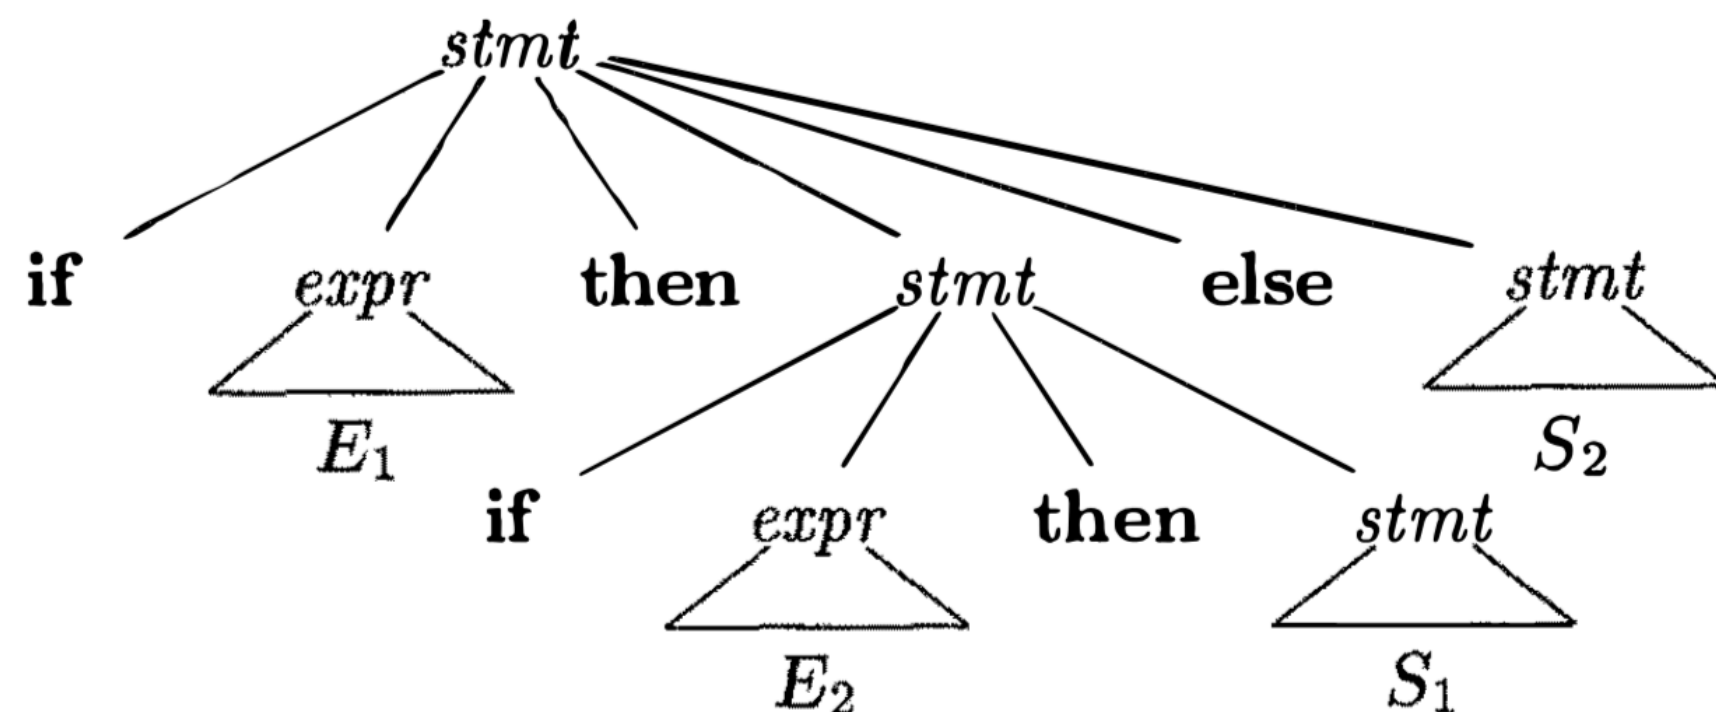 stmt
if expr then stmt else stmt
E₁ S₂
if expr then stmt
E₂ S₁